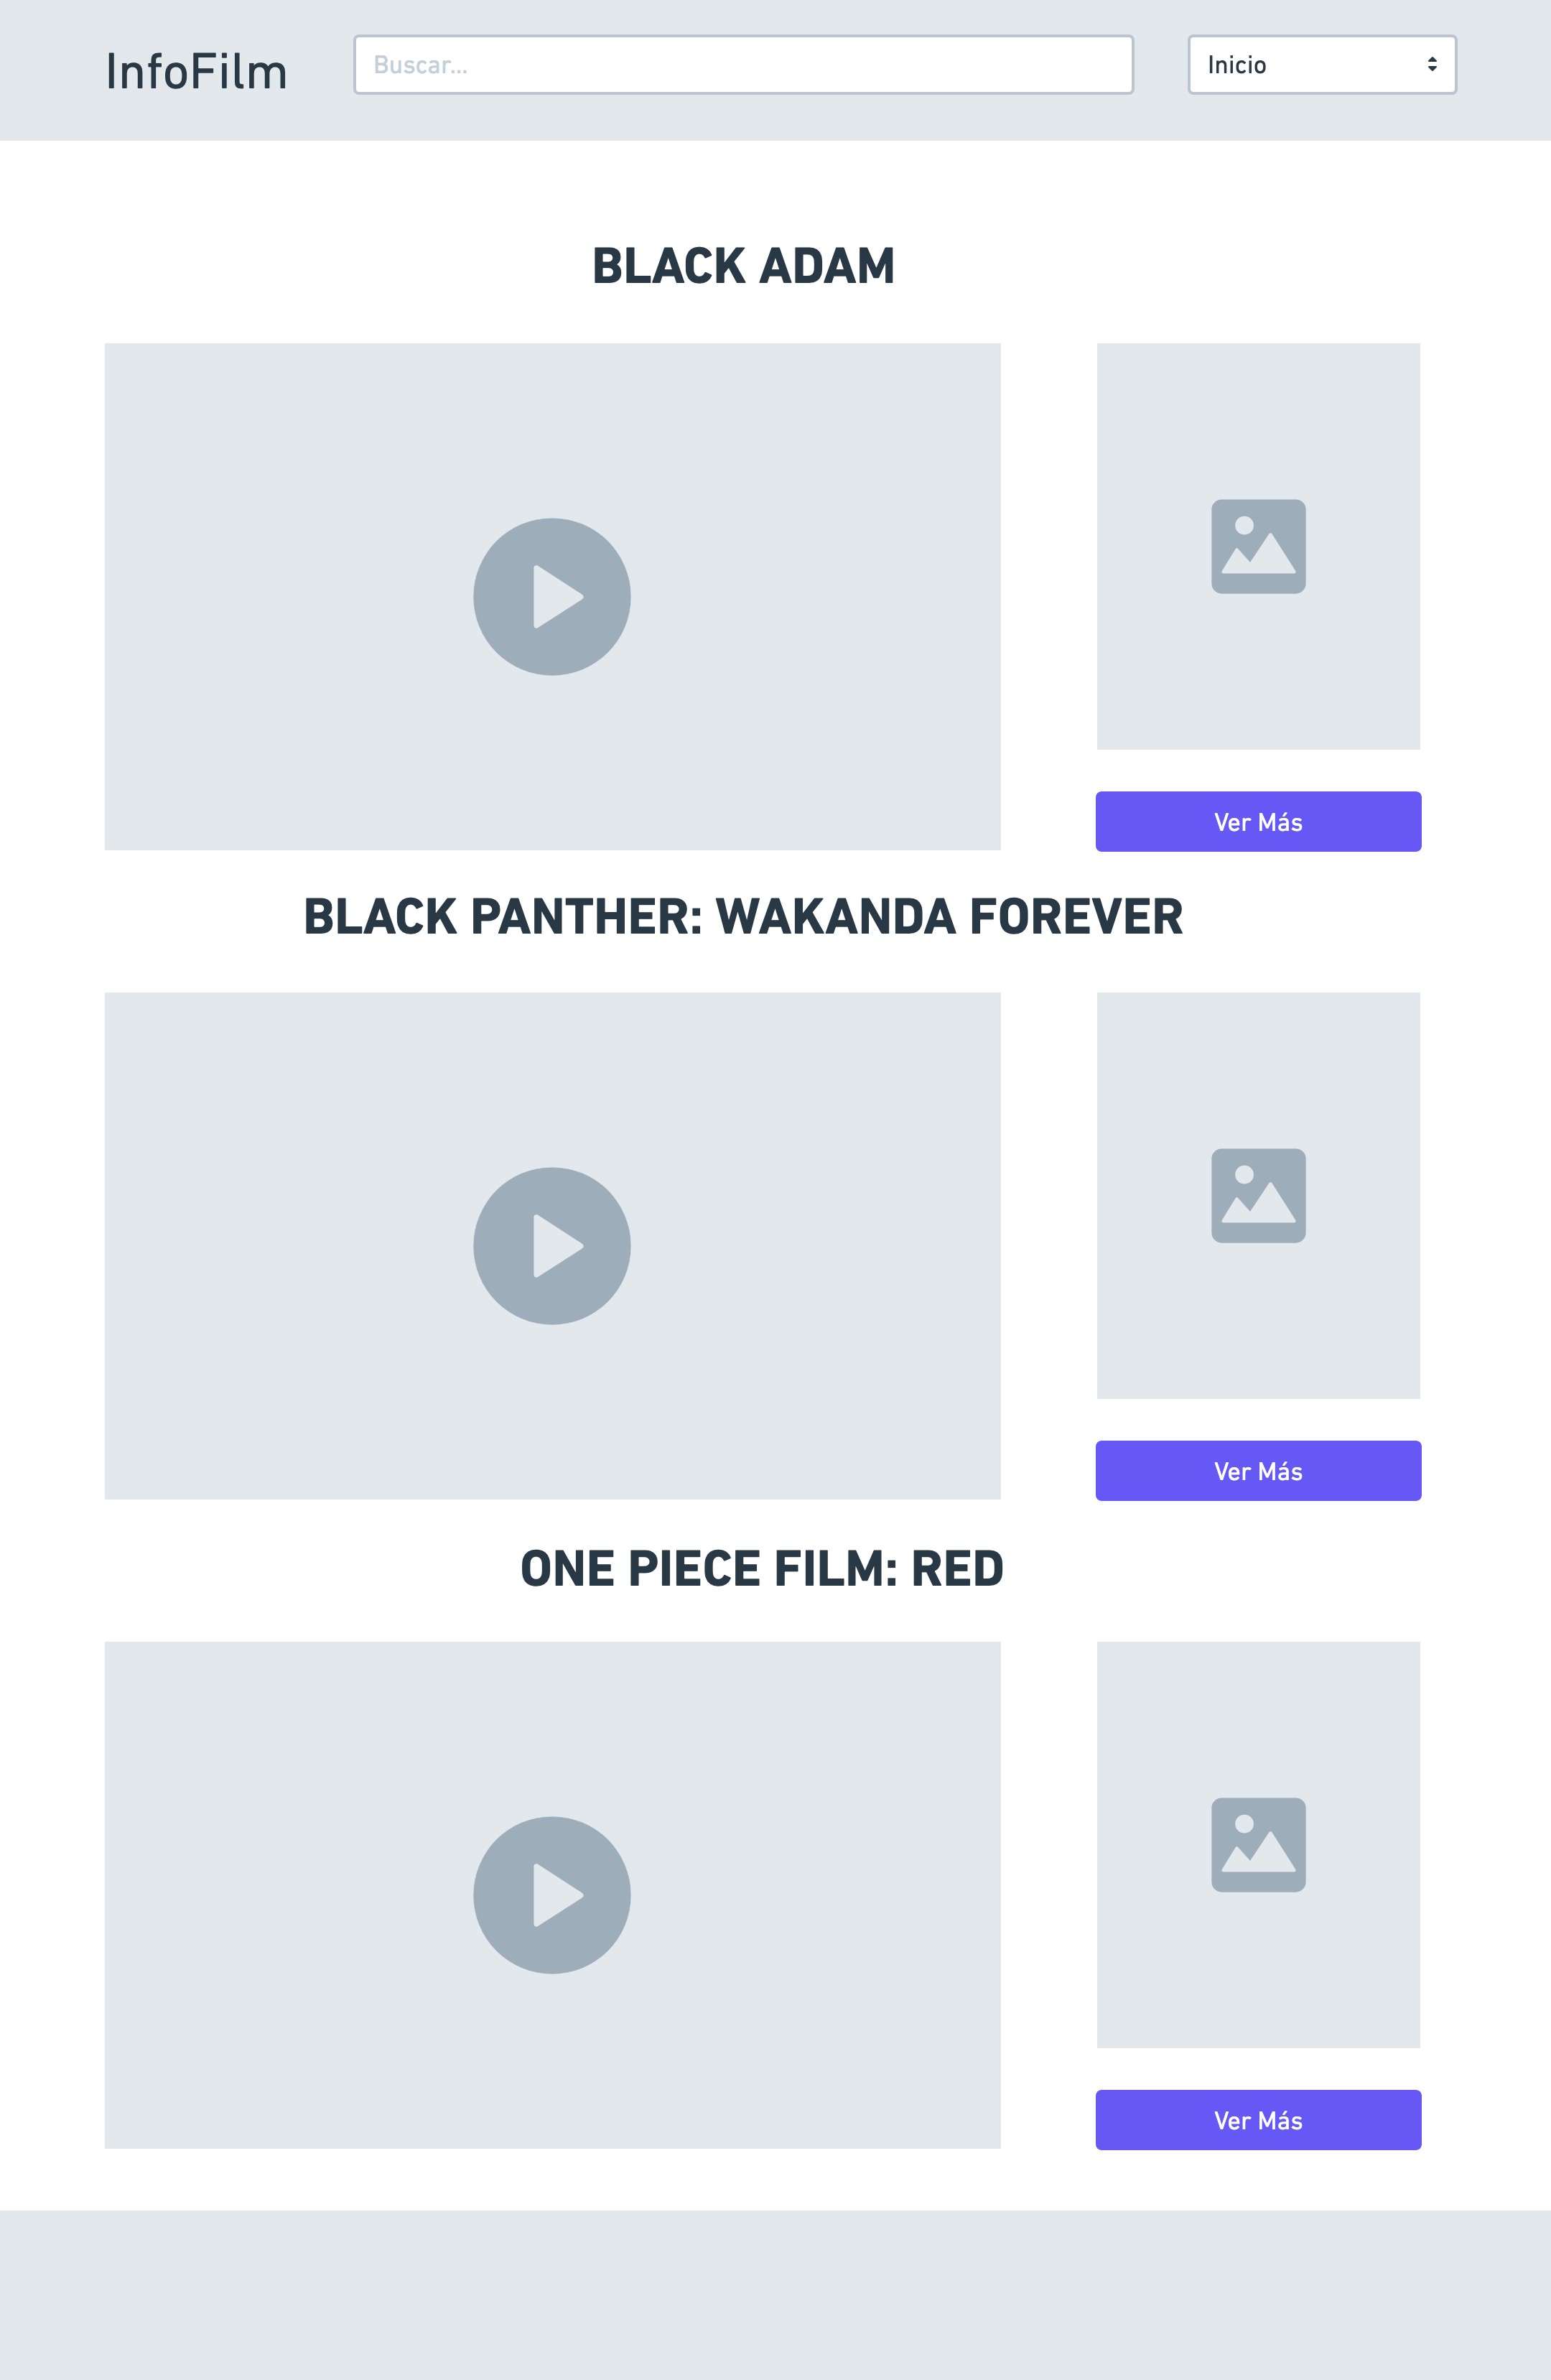 InfoFilm
Buscar...
Inicio
BLACK ADAM
Ver Más
BLACK PANTHER: WAKANDA FOREVER
Ver Más
ONE PIECE FILM: RED
Ver Más